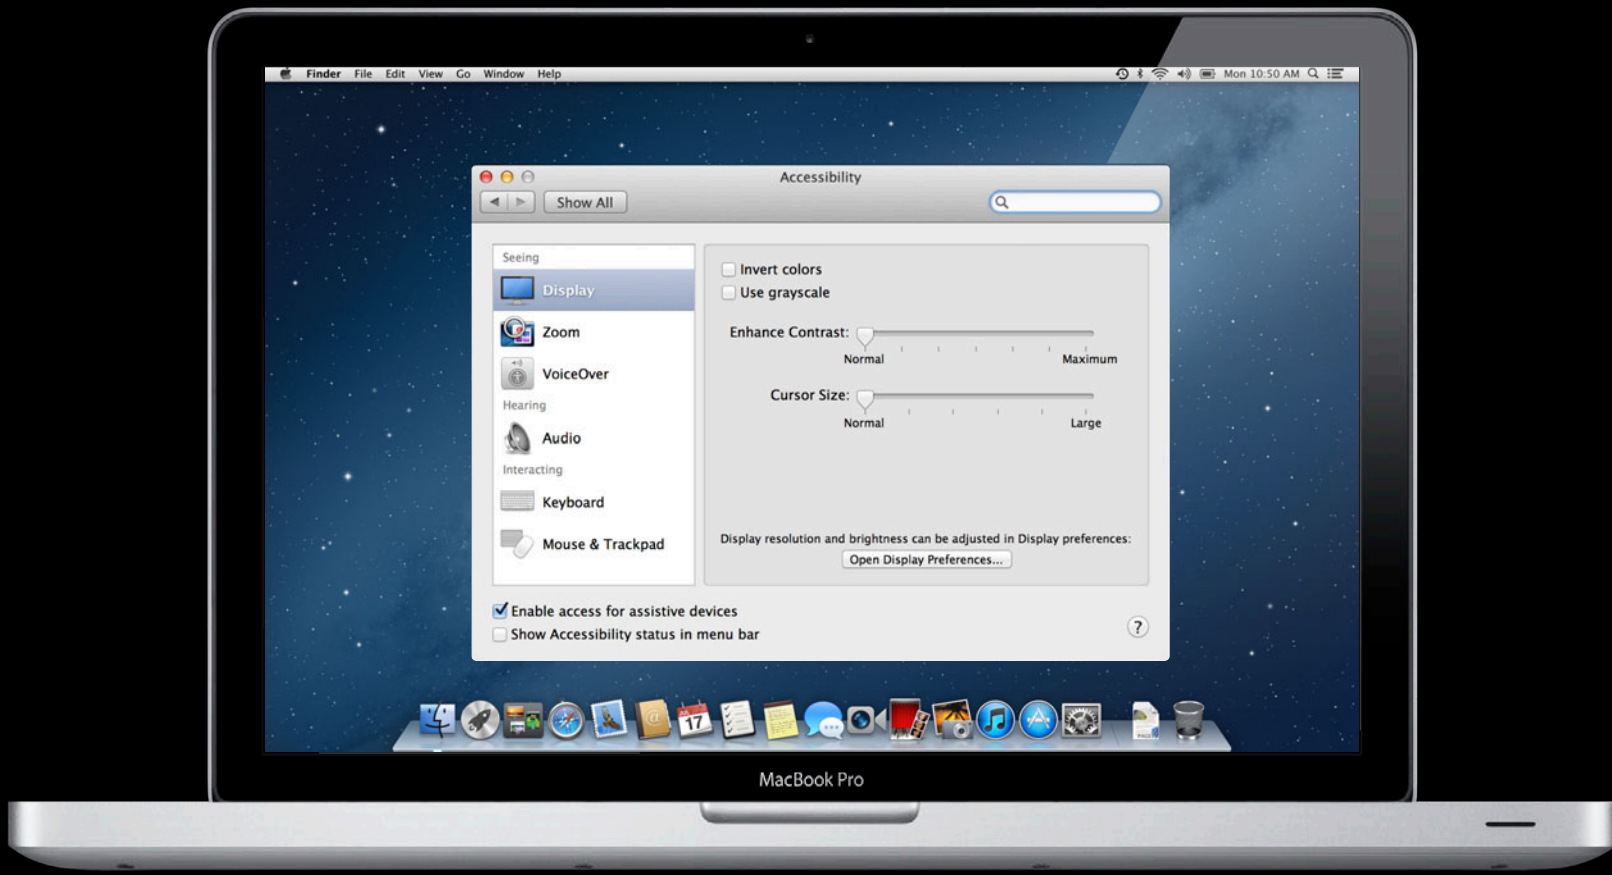 Finder File Edit View Go Window Help
Mon 10:50 AM
Accessibility
Show All
Seeing
Display
Zoom
VoiceOver
Hearing
Audio
Interacting
Keyboard
Mouse & Trackpad
Invert colors
Use grayscale
Enhance Contrast:
Normal
Maximum
Cursor Size:
Normal
Large
Display resolution and brightness can be adjusted in Display preferences:
Open Display Preferences...
Enable access for assistive devices
Show Accessibility status in menu bar
?
17
MacBook Pro